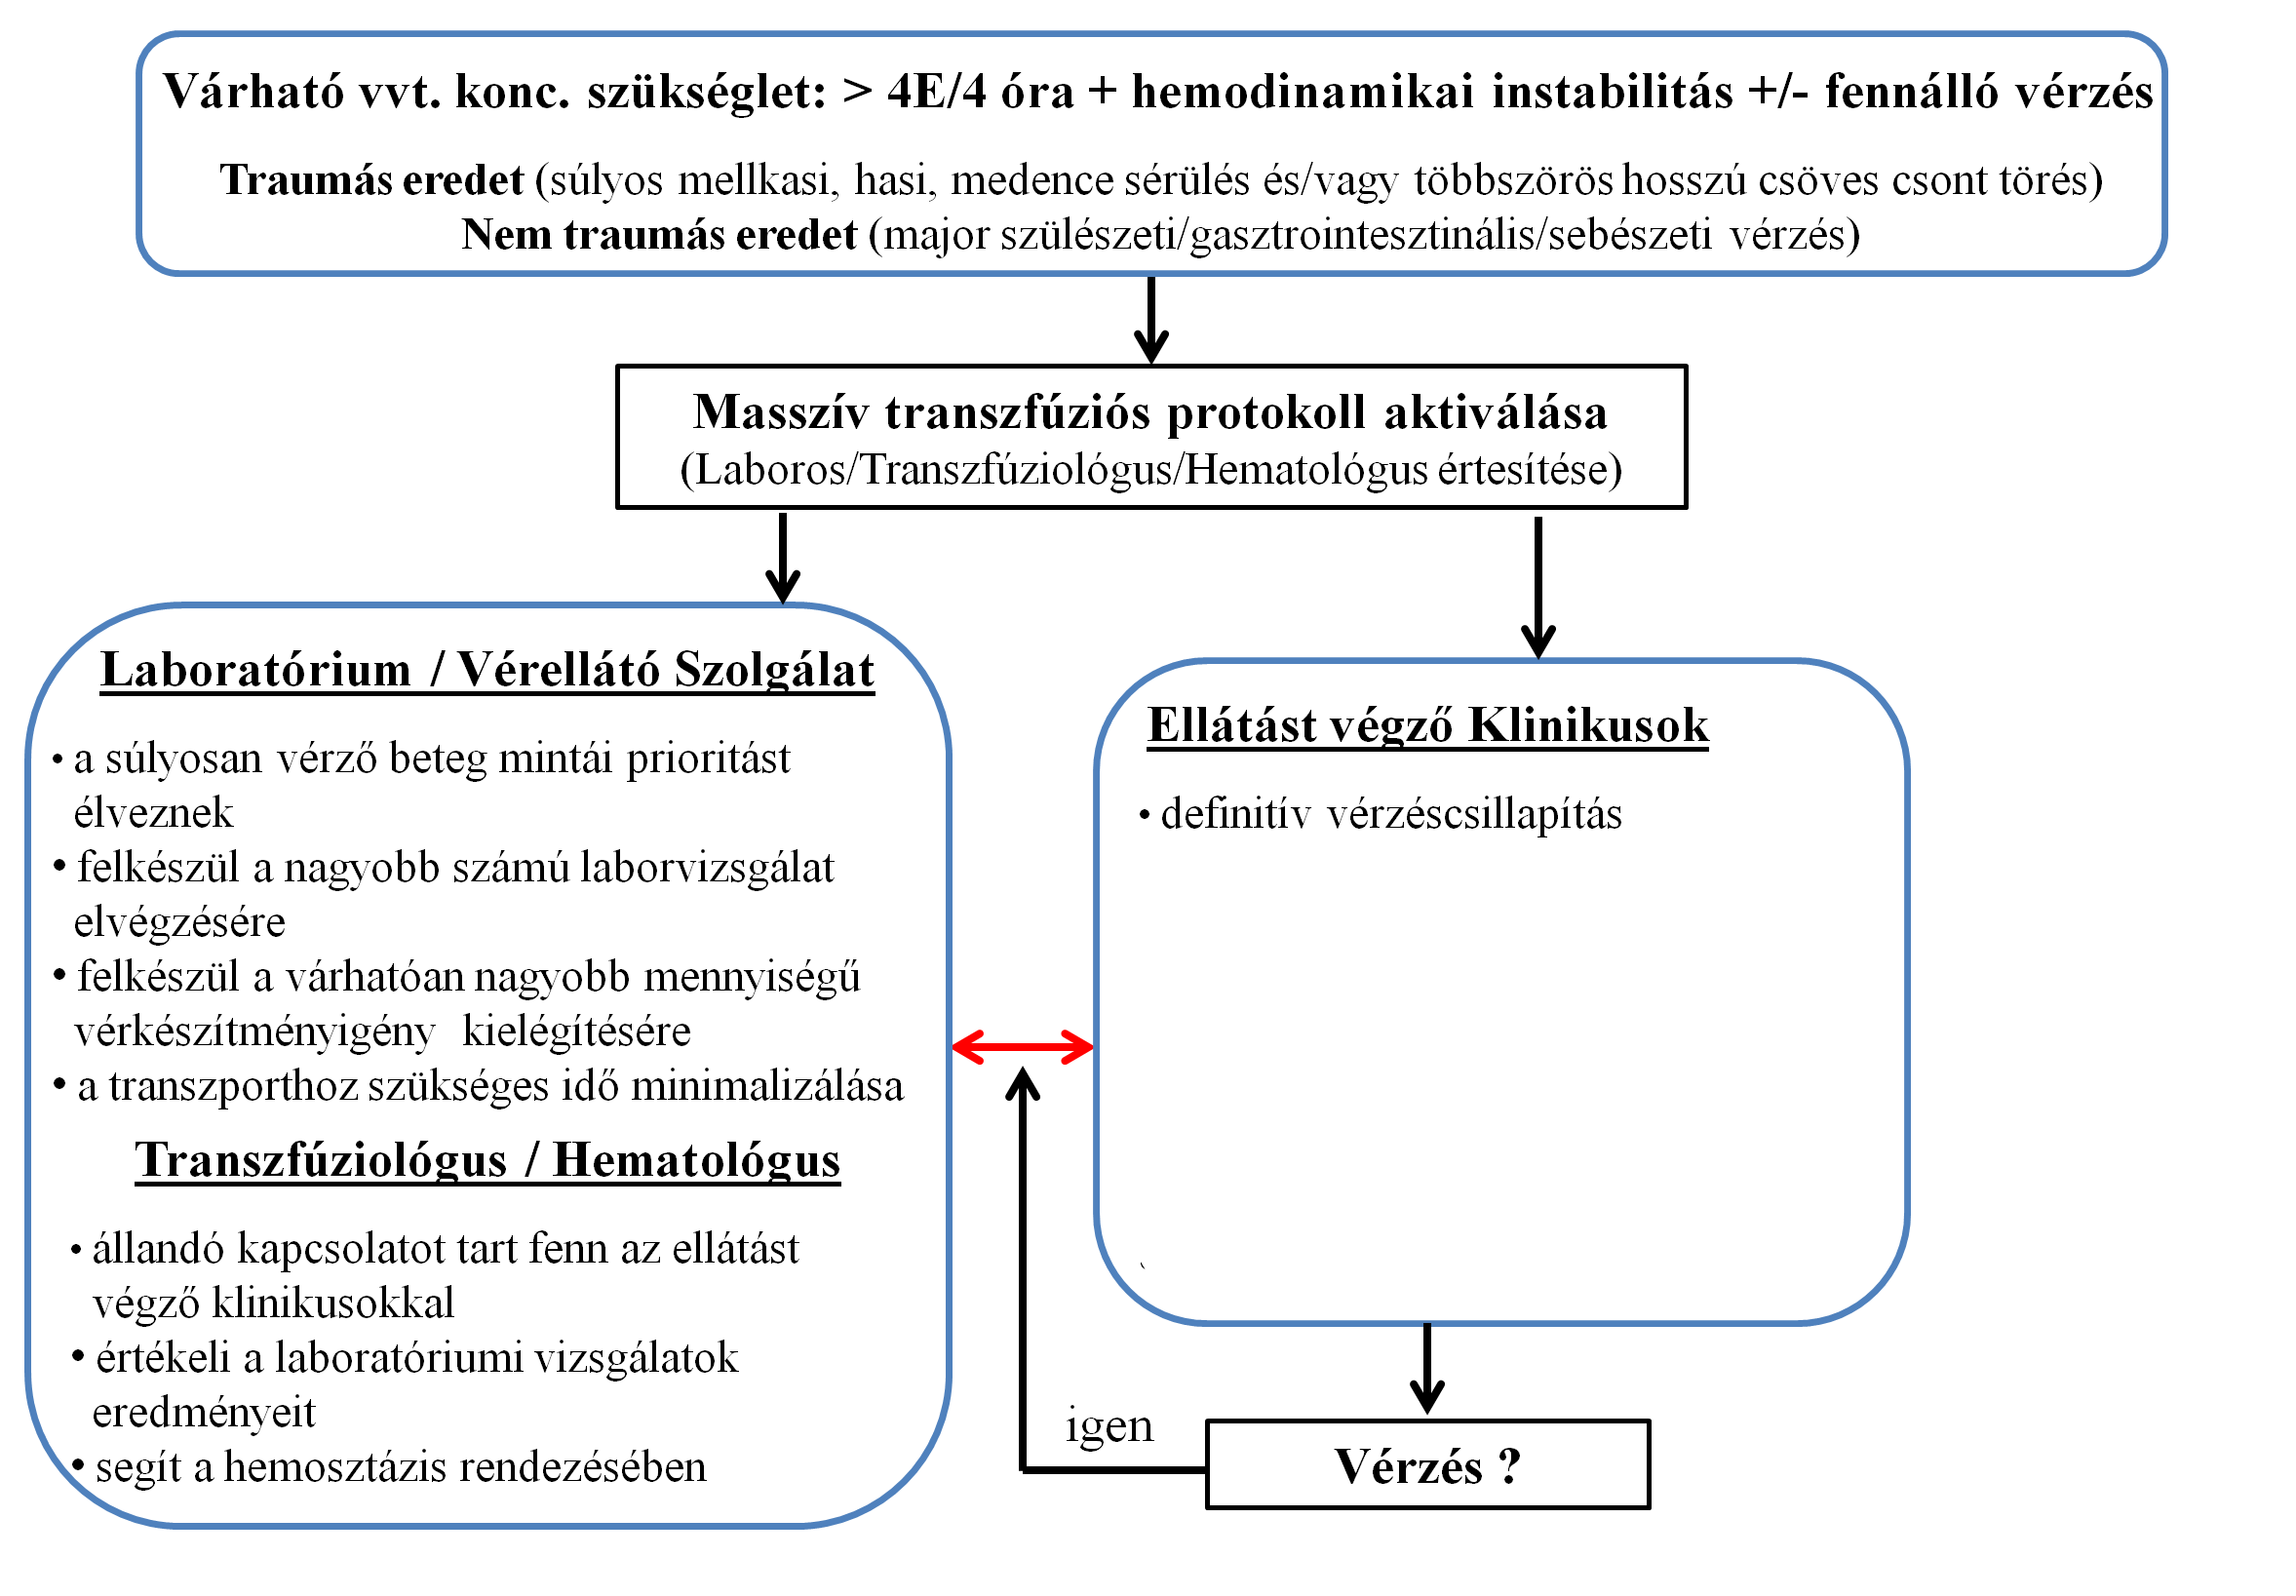 Várható vvt. konc. szükséglet: > 4E/4 óra + hemodinamikai instabilitás +/- fennálló vérzés
Traumás eredet (súlyos mellkasi, hasi, medence sérülés és/vagy többszörös hosszú csöves csont törés)
Nem traumás eredet (major szülészeti/gasztrointesztinális/sebészeti vérzés)
Masszív transzfúziós protokoll aktiválása
(Laboros/Transzfúziológus/Hematológus értesítése)
Laboratórium / Vérellátó Szolgálat
• a súlyosan vérző beteg mintái prioritást
élveznek
• felkészül a nagyobb számú laborvizsgálat
elvégzésére
• felkészül a várhatóan nagyobb mennyiségű
vérkészítményigény kielégítésére
• a transzporthoz szükséges idő minimalizálása
Transzfúziológus / Hematológus
• állandó kapcsolatot tart fenn az ellátást
végző klinikusokkal
• értékeli a laboratóriumi vizsgálatok
eredményeit
• segít a hemosztázis rendezésében
Ellátást végző Klinikusok
• definitív vérzéscsillapítás
igen
Vérzés ?